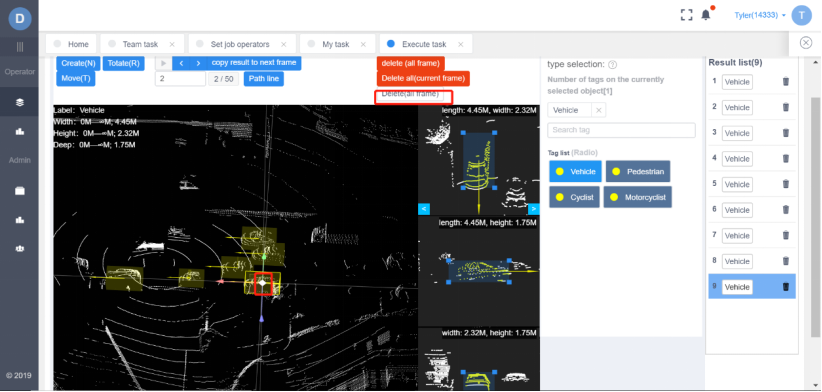 D
Tyler(14333)
T
Home
Team task
Set job operators
My task
Execute task
Operator
Admin
© 2019
Create(N)
Totate(R)
copy result to next frame
Move(T)
2
2 / 50
Path line
delete (all frame)
Delete all(current frame)
Delete(all frame)
Label: Vehicle
Width: 0M—∞M; 4.45M
Height: 0M—∞M; 2.32M
Deep: 0M—∞M; 1.75M
length: 4.45M, width: 2.32M
length: 4.45M, height: 1.75M
width: 2.32M, height: 1.75M
type selection:
Number of tags on the currently
selected object[1]
Vehicle
Search tag
Tag list (Radio)
Vehicle
Pedestrian
Cyclist
Motorcyclist
Result list(9)
1 Vehicle
2 Vehicle
3 Vehicle
4 Vehicle
5 Vehicle
6 Vehicle
7 Vehicle
8 Vehicle
9 Vehicle